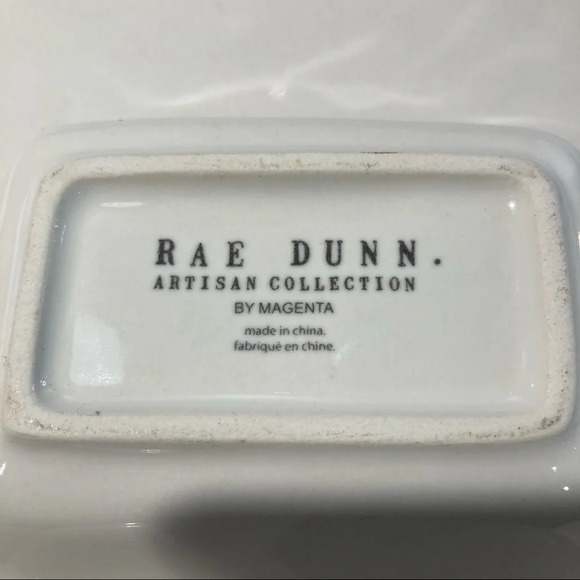 RAE DUNN.
ARTISAN COLLECTION
BY MAGENTA
made in china.
fabriqué en chine.